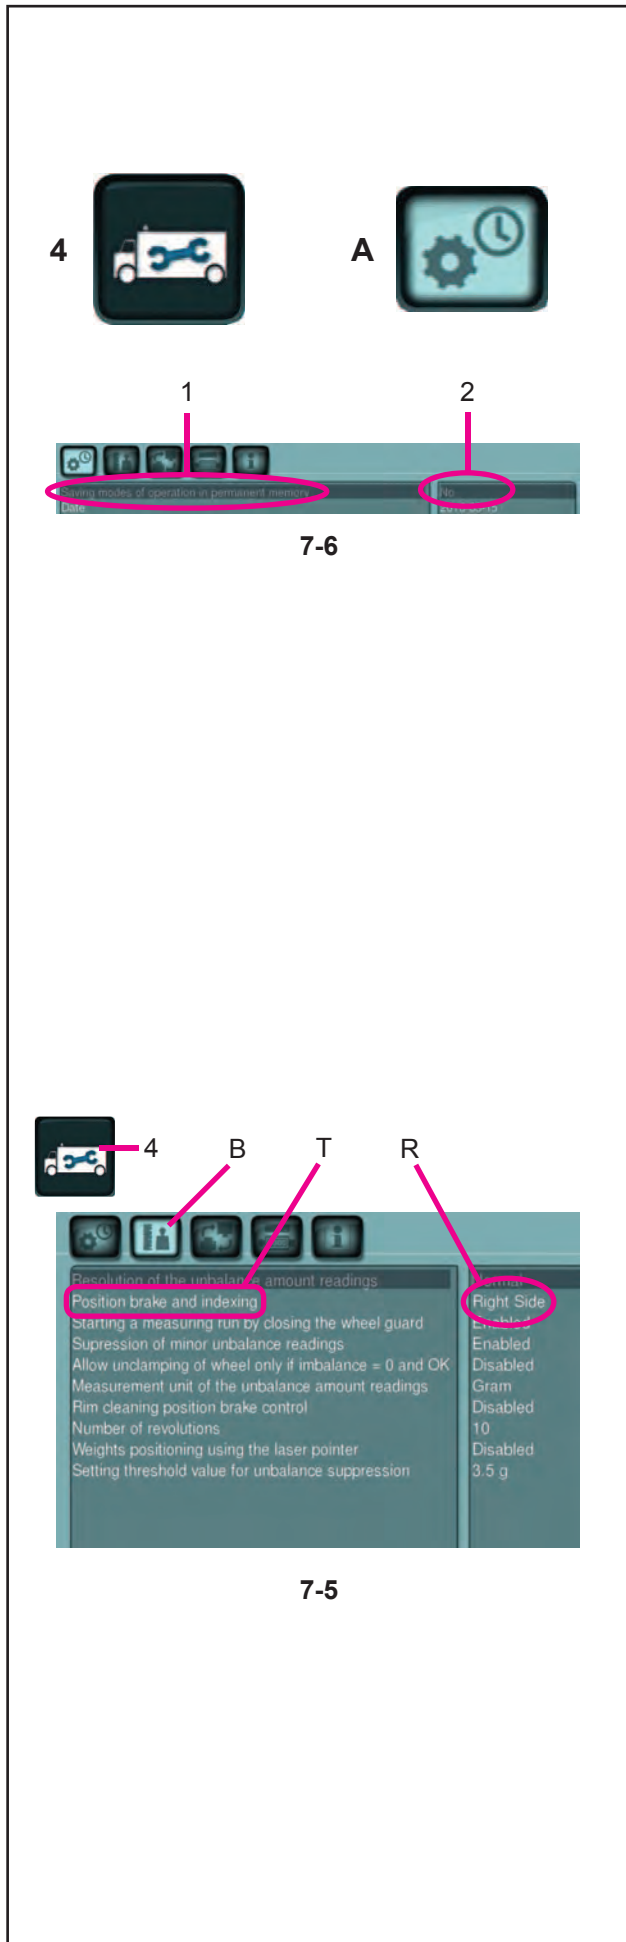 4
A
1
2
Saving modes of operation in permanent memory No
Date
7-6
4
B
T
R
Resolution of the unbalance amount readings Normal
Position brake and indexing Right Side
Starting a measuring run by closing the wheel guard Enabled
Supression of minor unbalance readings Enabled
Allow unclamping of wheel only if imbalance = 0 and OK Disabled
Measurement unit of the unbalance amount readings Gram
Rim cleaning position brake control Disabled
Number of revolutions 10
Weights positioning using the laser pointer Disabled
Setting threshold value for unbalance suppression 3.5 g
7-5